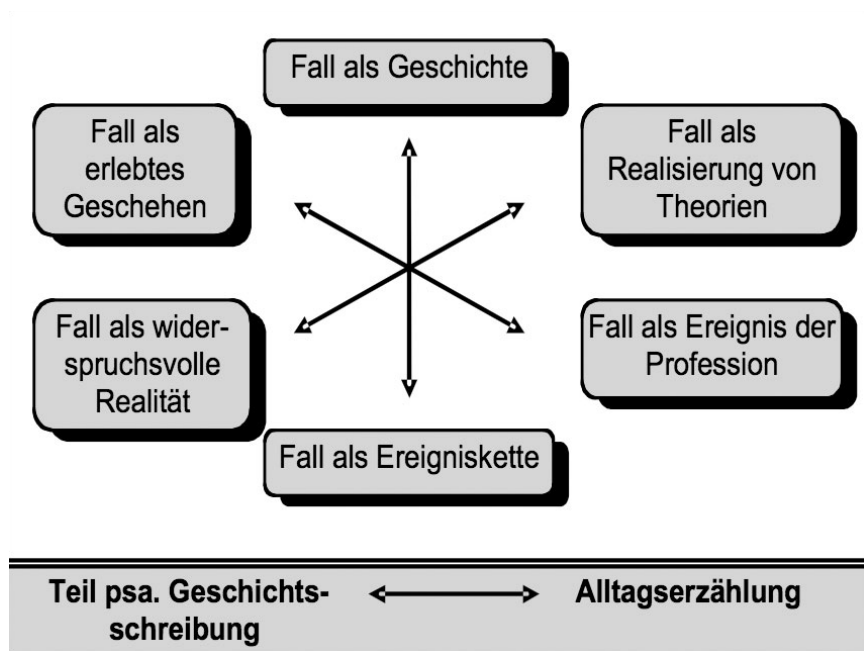 Fall als Geschichte
Fall als
erlebtes
Geschehen
Fall als
Realisierung von
Theorien
Fall als wider-
spruchsvolle
Realität
Fall als Ereignis der
Profession
Fall als Ereigniskette
Teil psa. Geschichts-
schreibung
Alltagserzählung